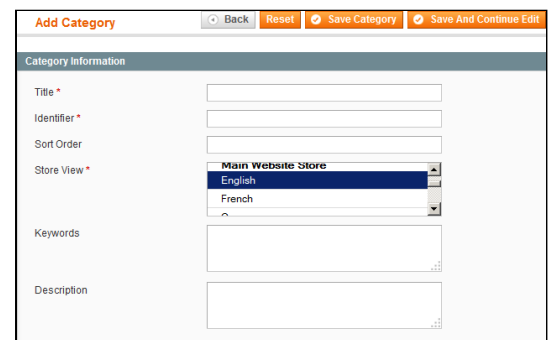 Add Category
Back
Reset
Save Category
Save And Continue Edit
Category Information
Title *
Identifier *
Sort Order
Store View *
Main Website Store
English
French
Keywords
Description